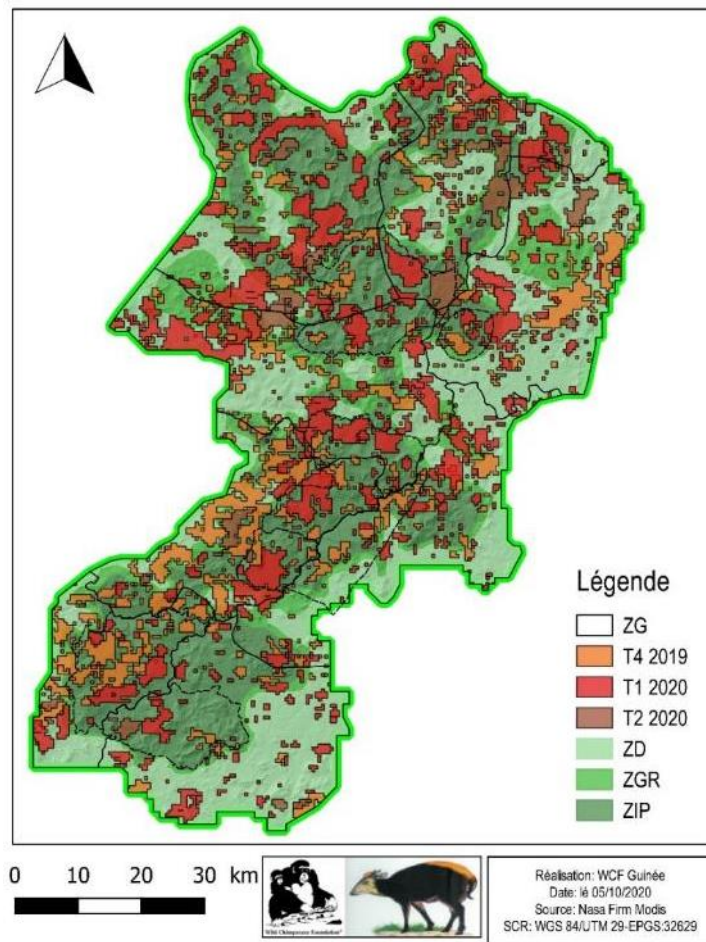 Légende
ZG
T4 2019
T1 2020
T2 2020
ZD
ZGR
ZIP
0 10 20 30 km
Wild Chimpanzee Foundation®
Réalisation: WCF Guinée
Date: lé 05/10/2020
Source: Nasa Firm Modis
SCR: WGS 84/UTM 29-EPGS:32629